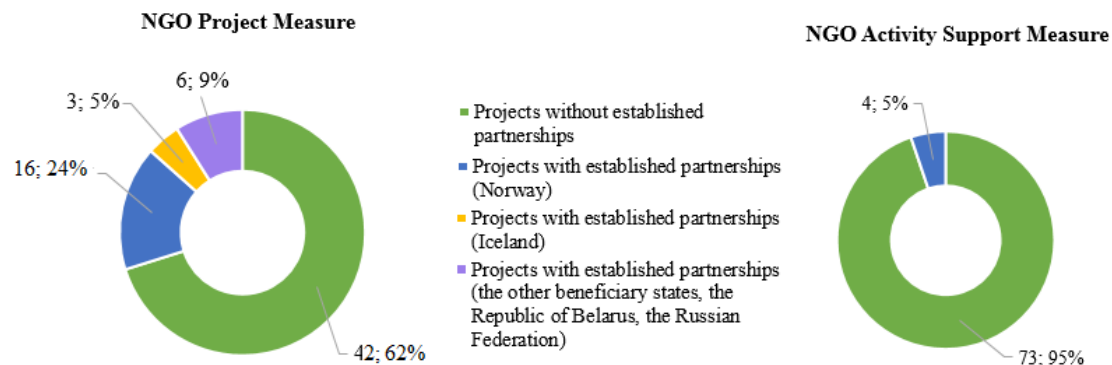 NGO Project Measure
6; 9%
3; 5%
16; 24%
42; 62%
Projects without established
partnerships
Projects with established partnerships
(Norway)
Projects with established partnerships
(Iceland)
Projects with established partnerships
(the other beneficiary states, the
Republic of Belarus, the Russian
Federation)
NGO Activity Support Measure
4; 5%
73; 95%